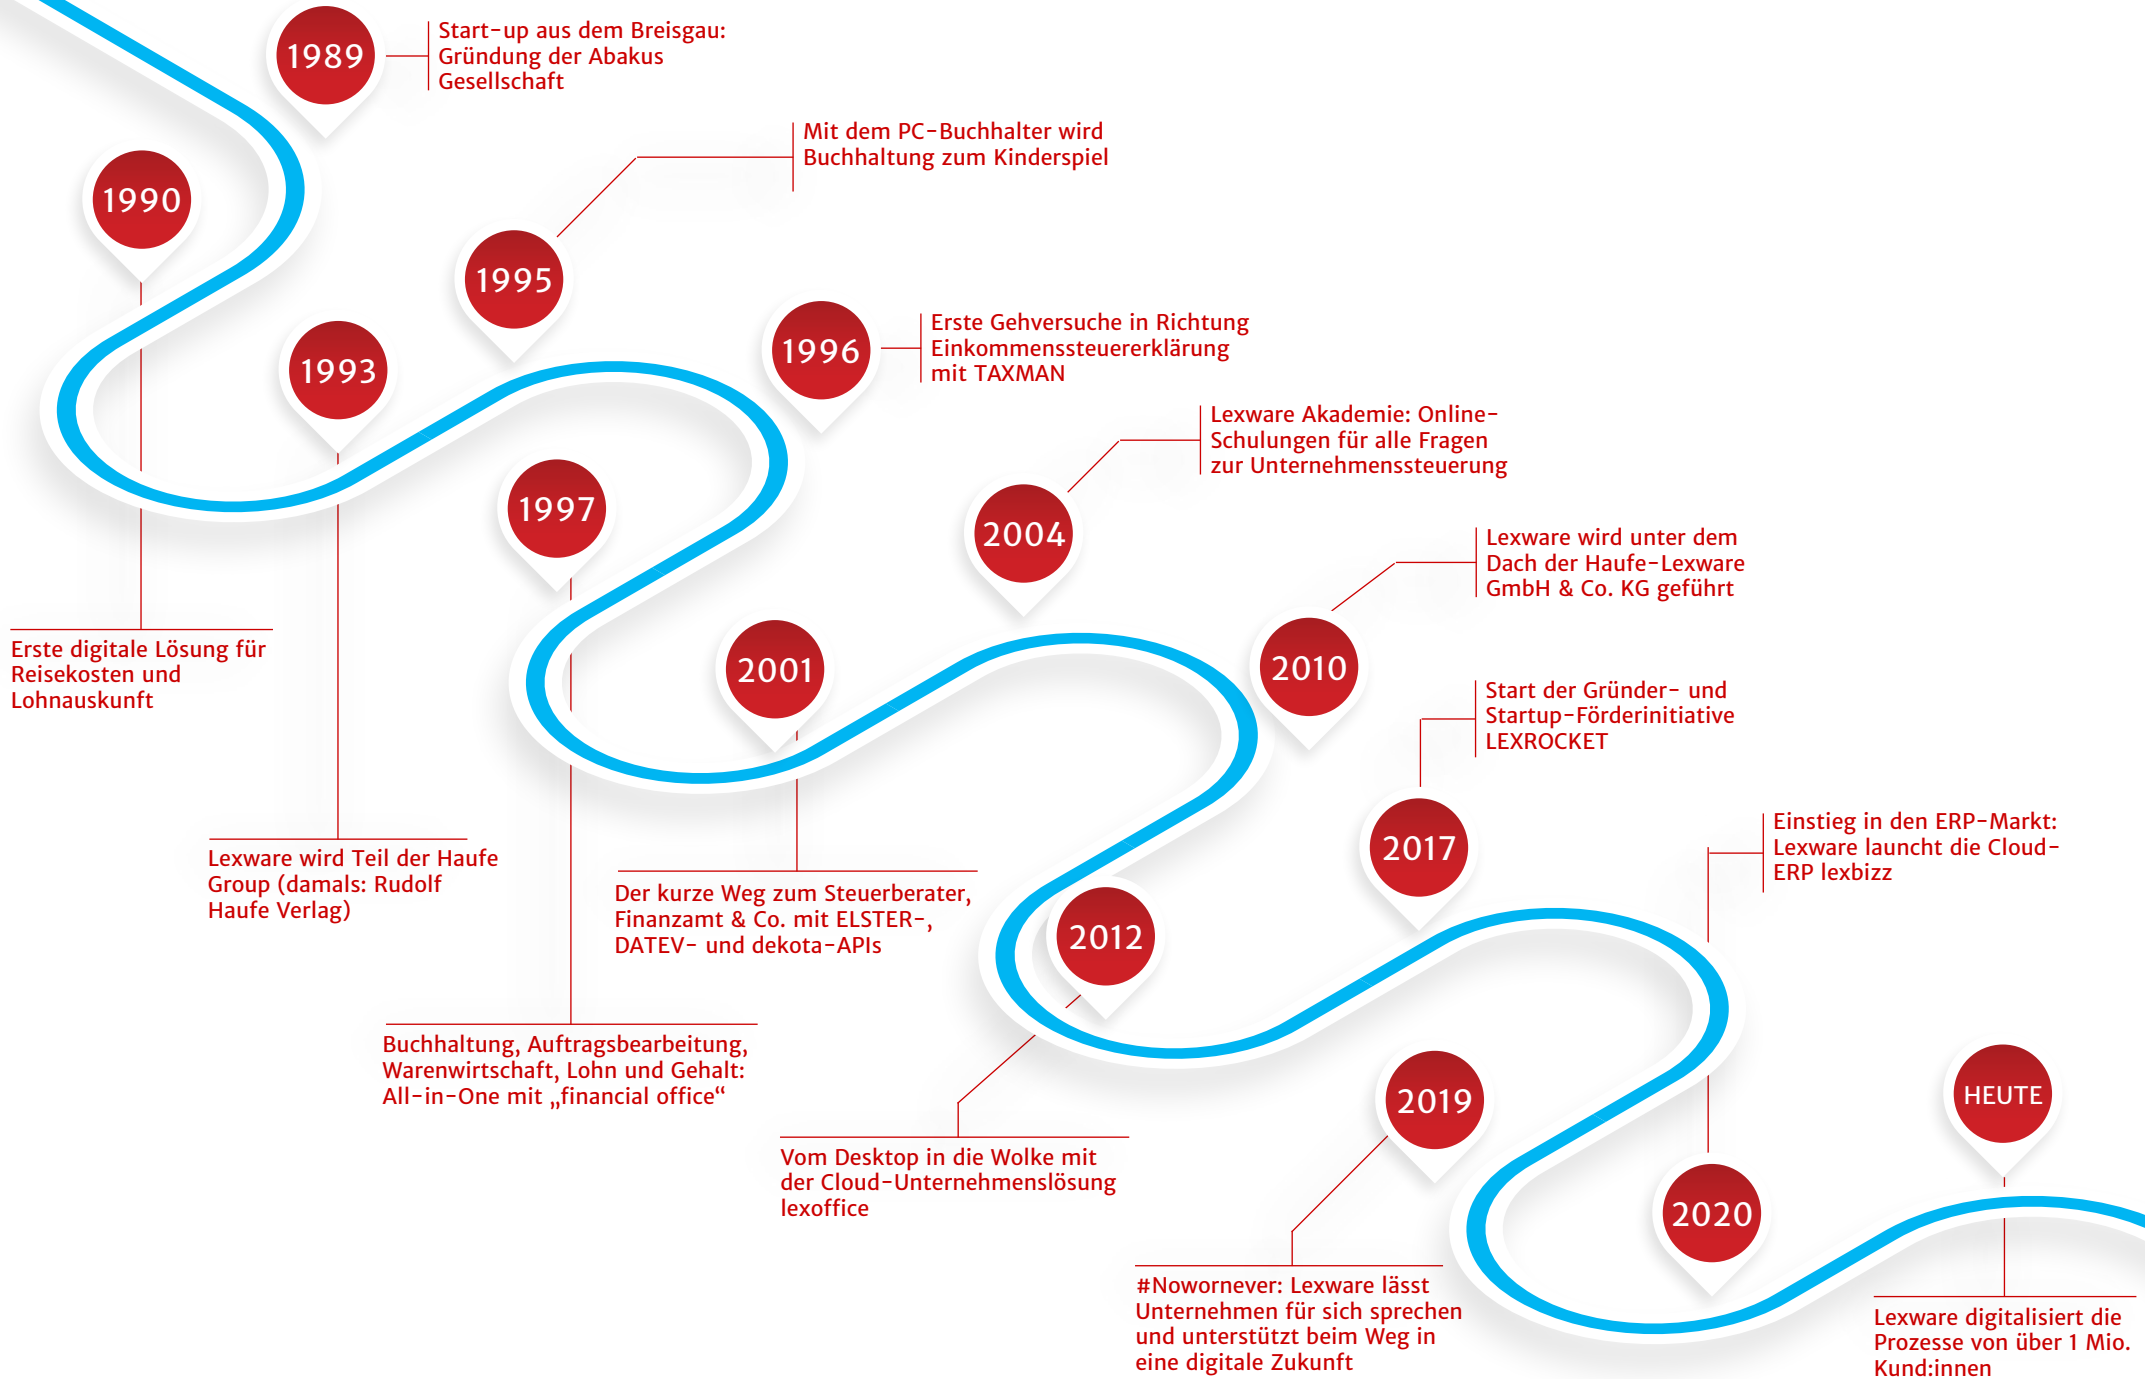 1989
Start-up aus dem Breisgau:
Gründung der Abakus
Gesellschaft
1990
Erste digitale Lösung für
Reisekosten und
Lohnauskunft
1993
Lexware wird Teil der Haufe
Group (damals: Rudolf
Haufe Verlag)
1995
Mit dem PC-Buchhalter wird
Buchhaltung zum Kinderspiel
1996
Erste Gehversuche in Richtung
Einkommenssteuererklärung
mit TAXMAN
1997
Buchhaltung, Auftragsbearbeitung,
Warenwirtschaft, Lohn und Gehalt:
All-in-One mit „financial office“
2001
Der kurze Weg zum Steuerberater,
Finanzamt & Co. mit ELSTER-,
DATEV- und dekota-APIs
2004
Lexware Akademie: Online-
Schulungen für alle Fragen
zur Unternehmenssteuerung
2010
Lexware wird unter dem
Dach der Haufe-Lexware
GmbH & Co. KG geführt
2012
Vom Desktop in die Wolke mit
der Cloud-Unternehmenslösung
lexoffice
2017
Start der Gründer- und
Startup-Förderinitiative
LEXROCKET
2019
#Nowornever: Lexware lässt
Unternehmen für sich sprechen
und unterstützt beim Weg in
eine digitale Zukunft
2020
Einstieg in den ERP-Markt:
Lexware launcht die Cloud-
ERP lexbizz
HEUTE
Lexware digitalisiert die
Prozesse von über 1 Mio.
Kund:innen